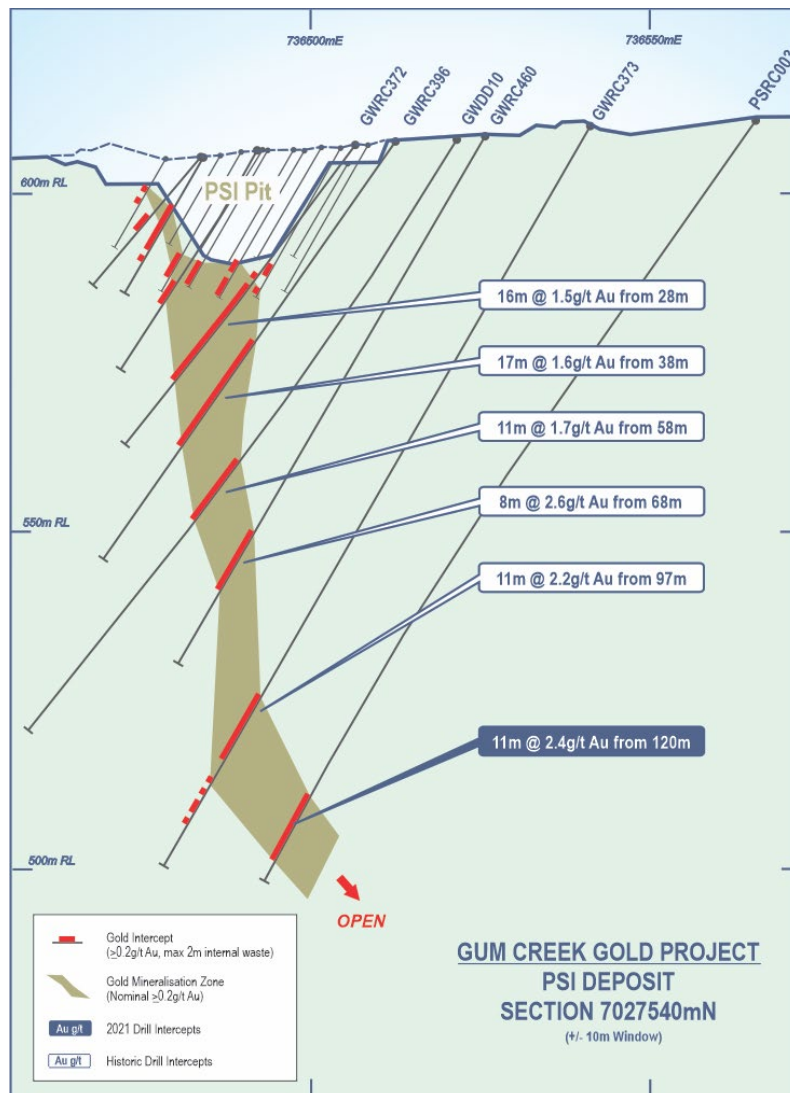 736500mE
736550mE
GWRC372
GWRC396
GWDD10
GWRC460
GWRC373
PSRC003
600m RL
PSI Pit
16m @ 1.5g/t Au from 28m
17m @ 1.6g/t Au from 38m
11m @ 1.7g/t Au from 58m
550m RL
8m @ 2.6g/t Au from 68m
11m @ 2.2g/t Au from 97m
11m @ 2.4g/t Au from 120m
500m RL
OPEN
Gold Intercept
(≥0.2g/t Au, max 2m internal waste)
Gold Mineralisation Zone
(Nominal ≥0.2g/t Au)
Au g/t 2021 Drill Intercepts
Au g/t Historic Drill Intercepts
GUM CREEK GOLD PROJECT
PSI DEPOSIT
SECTION 7027540mN
(+/- 10m Window)